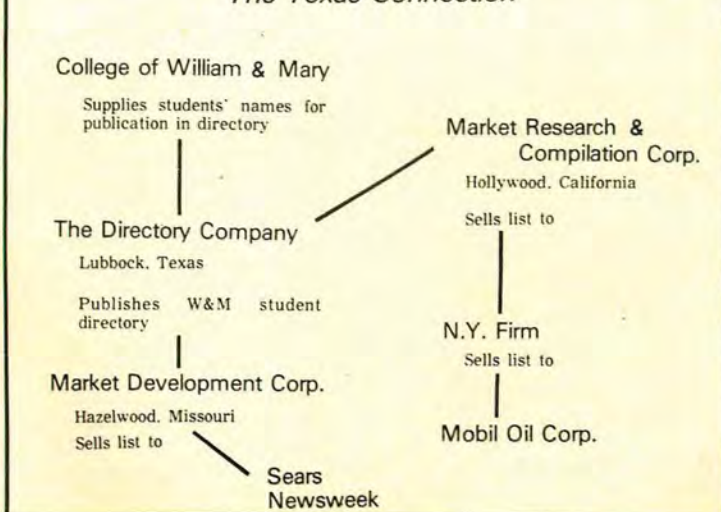 The Texas Connection
College of William & Mary
Supplies students' names for
publication in directory
Market Research &
Compilation Corp.
Hollywood, California
Sells list to
The Directory Company
Lubbock, Texas
Publishes W&M student
directory
N.Y. Firm
Sells list to
Mobil Oil Corp.
Market Development Corp.
Hazelwood, Missouri
Sells list to
Sears
Newsweek